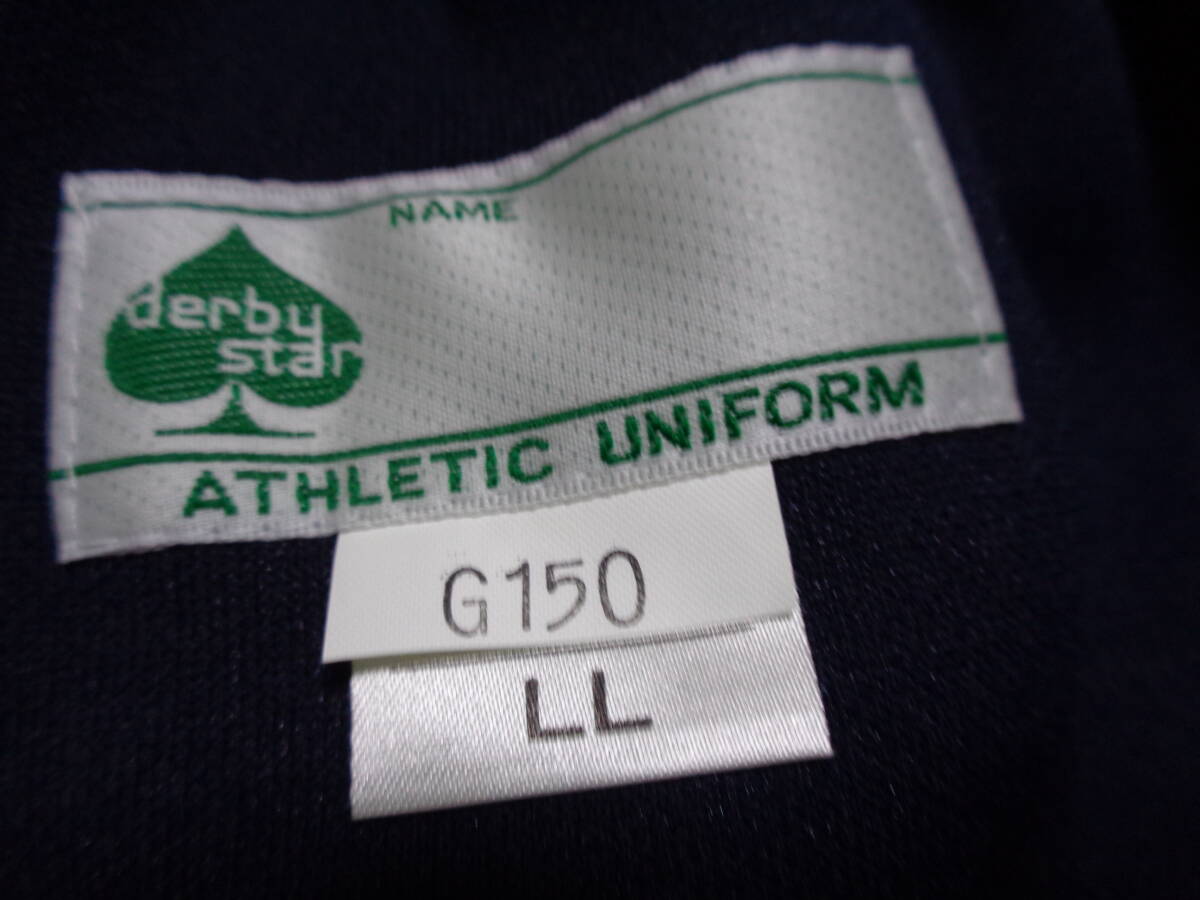 NAME
derby
star
ATHLETIC UNIFORM
G150
LL